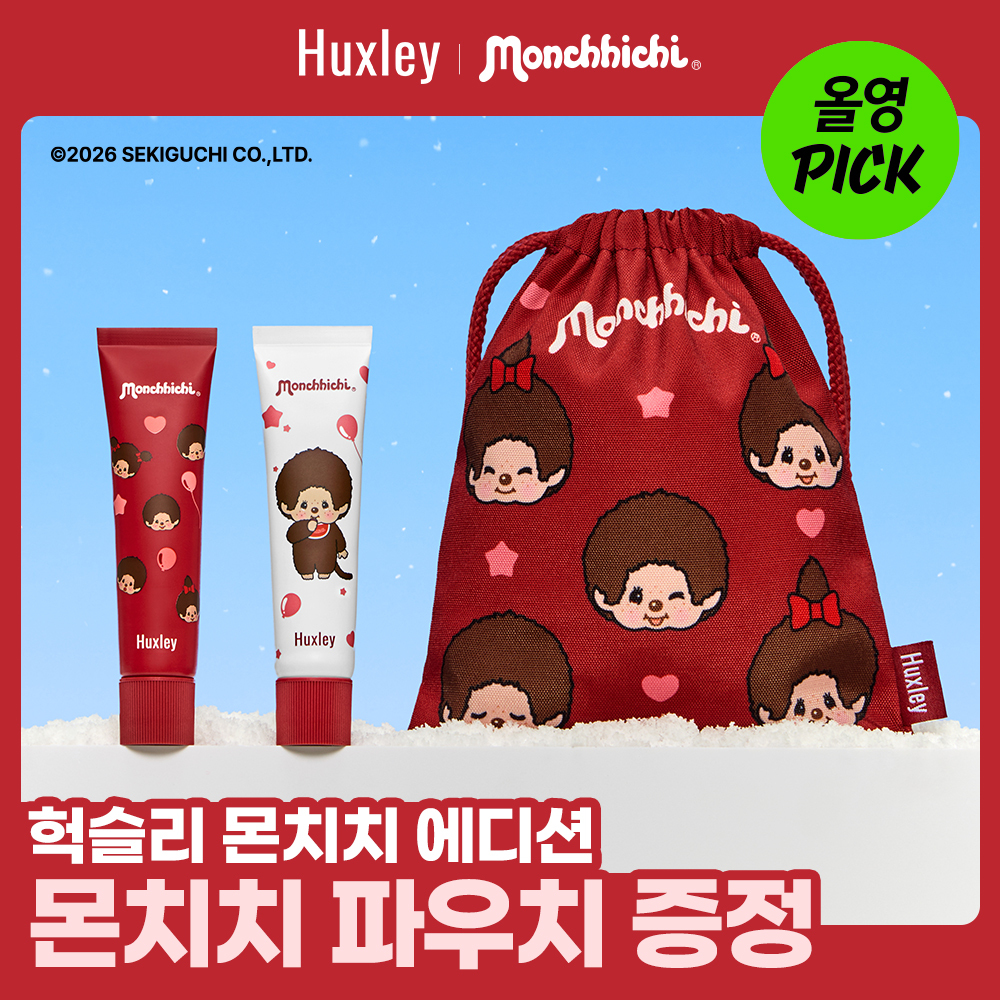 Huxley | Monchhichi®
올영
PICK
©2026 SEKIGUCHI CO.,LTD.
Monchhichi®
Monchhichi®
Monchhichi®
Huxley
Huxley
Huxley
헉슬리 몬치치 에디션
몬치치 파우치 증정